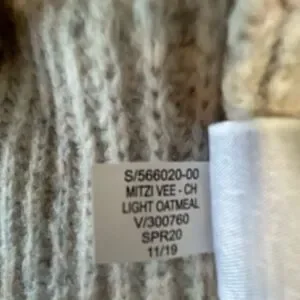 S/566020-00
MITZI VEE - CH
LIGHT OATMEAL
V/300760
SPR20
11/19